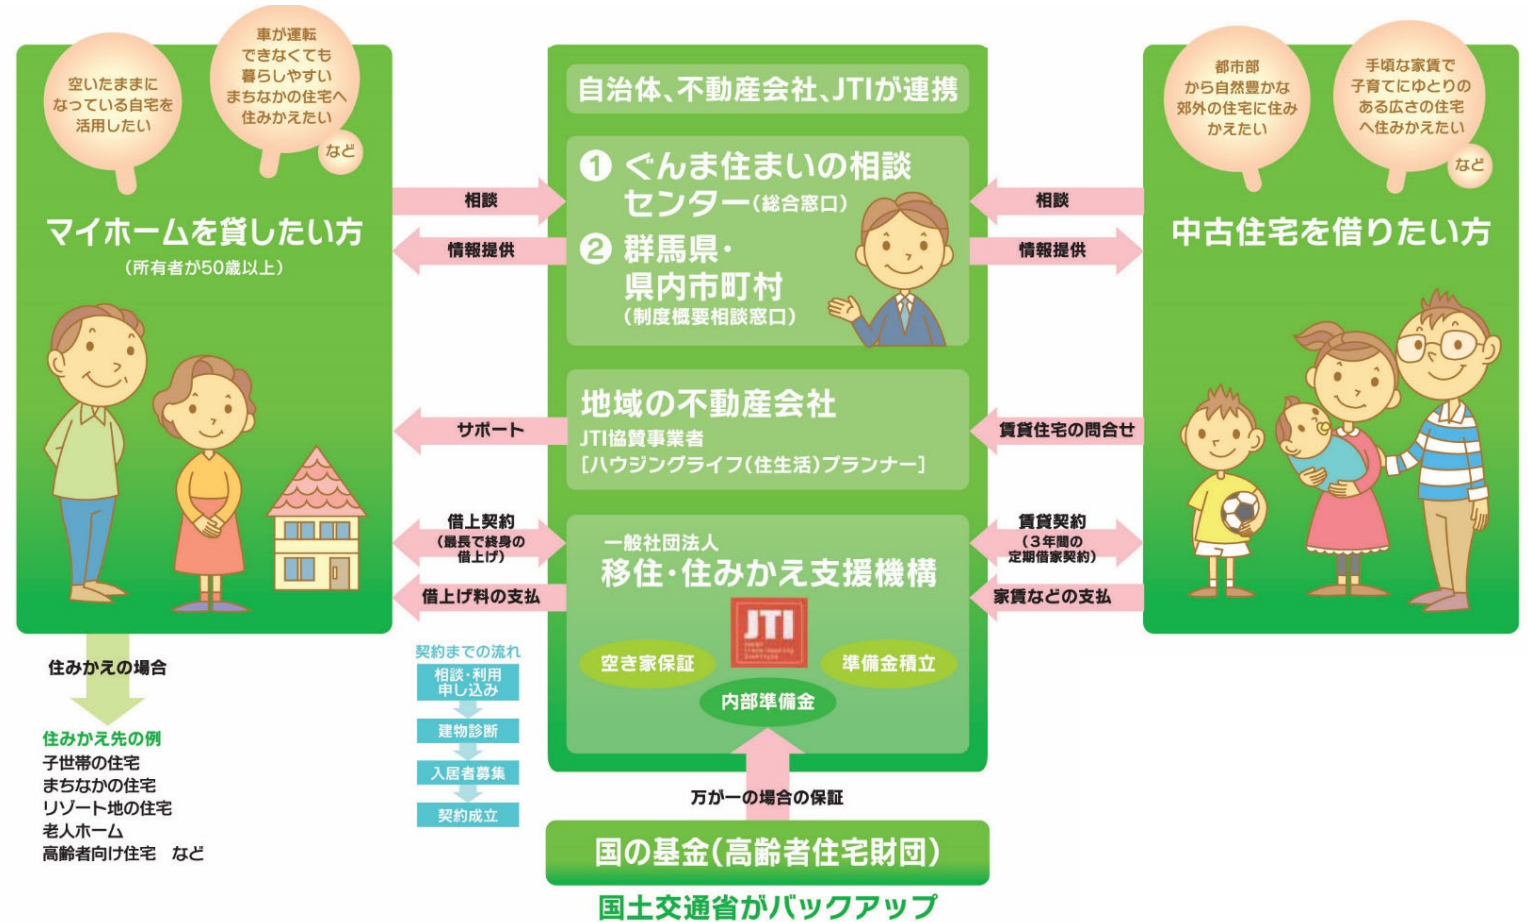 空いたままに
なっている自宅を
活用したい
車が運転
できなくても
暮らしやすい
まちなかの住宅へ
住みかえたい
など
マイホームを貸したい方
(所有者が50歳以上)
住みかえの場合
住みかえ先の例
子世帯の住宅
まちなかの住宅
リゾート地の住宅
老人ホーム
高齢者向け住宅　など
相談
情報提供
サポート
借上契約
(最長で終身の
借上げ)
借上げ料の支払
契約までの流れ
相談・利用
申し込み
建物診断
入居者募集
契約成立
自治体、不動産会社、JTIが連携
❶ ぐんま住まいの相談
センター(総合窓口)
❷ 群馬県・
県内市町村
(制度概要相談窓口)
地域の不動産会社
JTI協賛事業者
[ハウジングライフ(住生活)プランナー]
一般社団法人
移住・住みかえ支援機構
JTI
空き家保証
準備金積立
内部準備金
万が一の場合の保証
国の基金(高齢者住宅財団)
国土交通省がバックアップ
相談
情報提供
賃貸住宅の問合せ
賃貸契約
(3年間の
定期借家契約)
家賃などの支払
都市部
から自然豊かな
郊外の住宅に住み
かえたい
手頃な家賃で
子育てにゆとりの
ある広さの住宅
へ住みかえたい
など
中古住宅を借りたい方